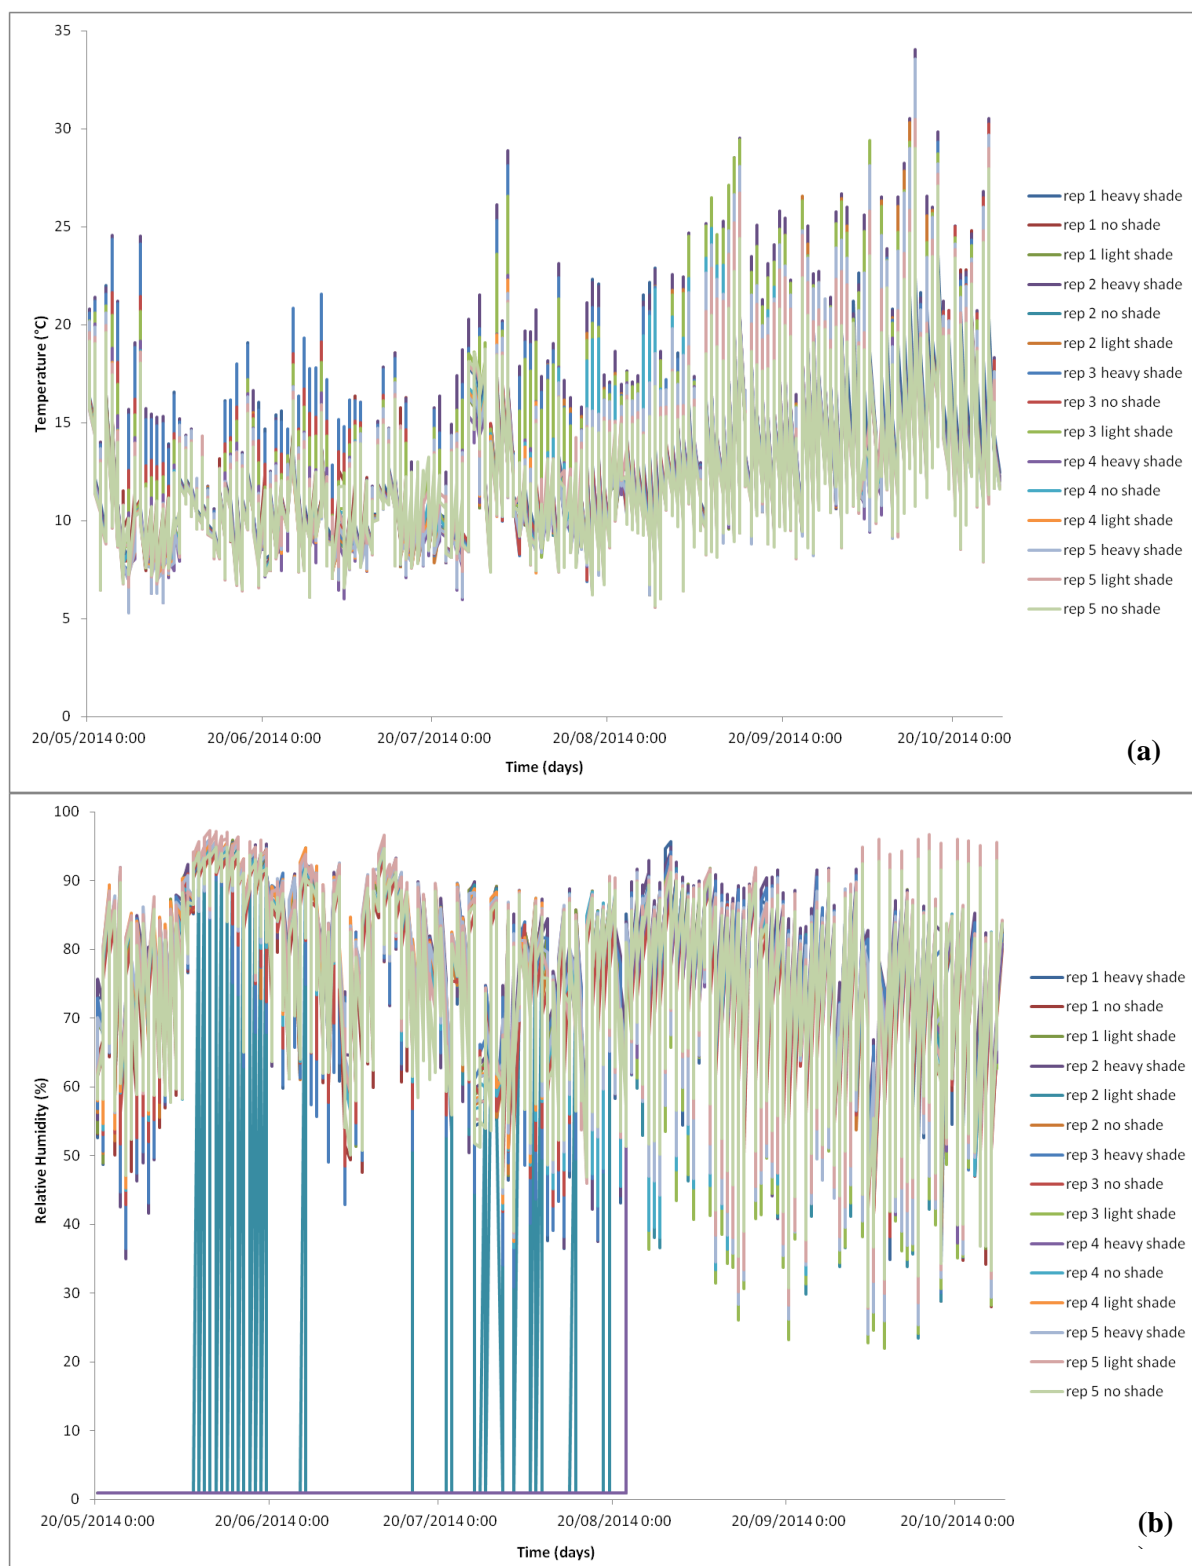 35
30
25
20
15
10
5
0
Temperature (°C)
20/05/2014 0:00 20/06/2014 0:00 20/07/2014 0:00 20/08/2014 0:00 20/09/2014 0:00 20/10/2014 0:00
Time (days)
rep 1 heavy shade
rep 1 no shade
rep 1 light shade
rep 2 heavy shade
rep 2 no shade
rep 2 light shade
rep 3 heavy shade
rep 3 no shade
rep 3 light shade
rep 4 heavy shade
rep 4 no shade
rep 4 light shade
rep 5 heavy shade
rep 5 light shade
rep 5 no shade
(a)
100
90
80
70
60
50
40
30
20
10
0
Relative Humidity (%)
20/05/2014 0:00 20/06/2014 0:00 20/07/2014 0:00 20/08/2014 0:00 20/09/2014 0:00 20/10/2014 0:00
Time (days)
rep 1 heavy shade
rep 1 no shade
rep 1 light shade
rep 2 heavy shade
rep 2 light shade
rep 2 no shade
rep 3 heavy shade
rep 3 no shade
rep 3 light shade
rep 4 heavy shade
rep 4 no shade
rep 4 light shade
rep 5 heavy shade
rep 5 light shade
rep 5 no shade
(b)